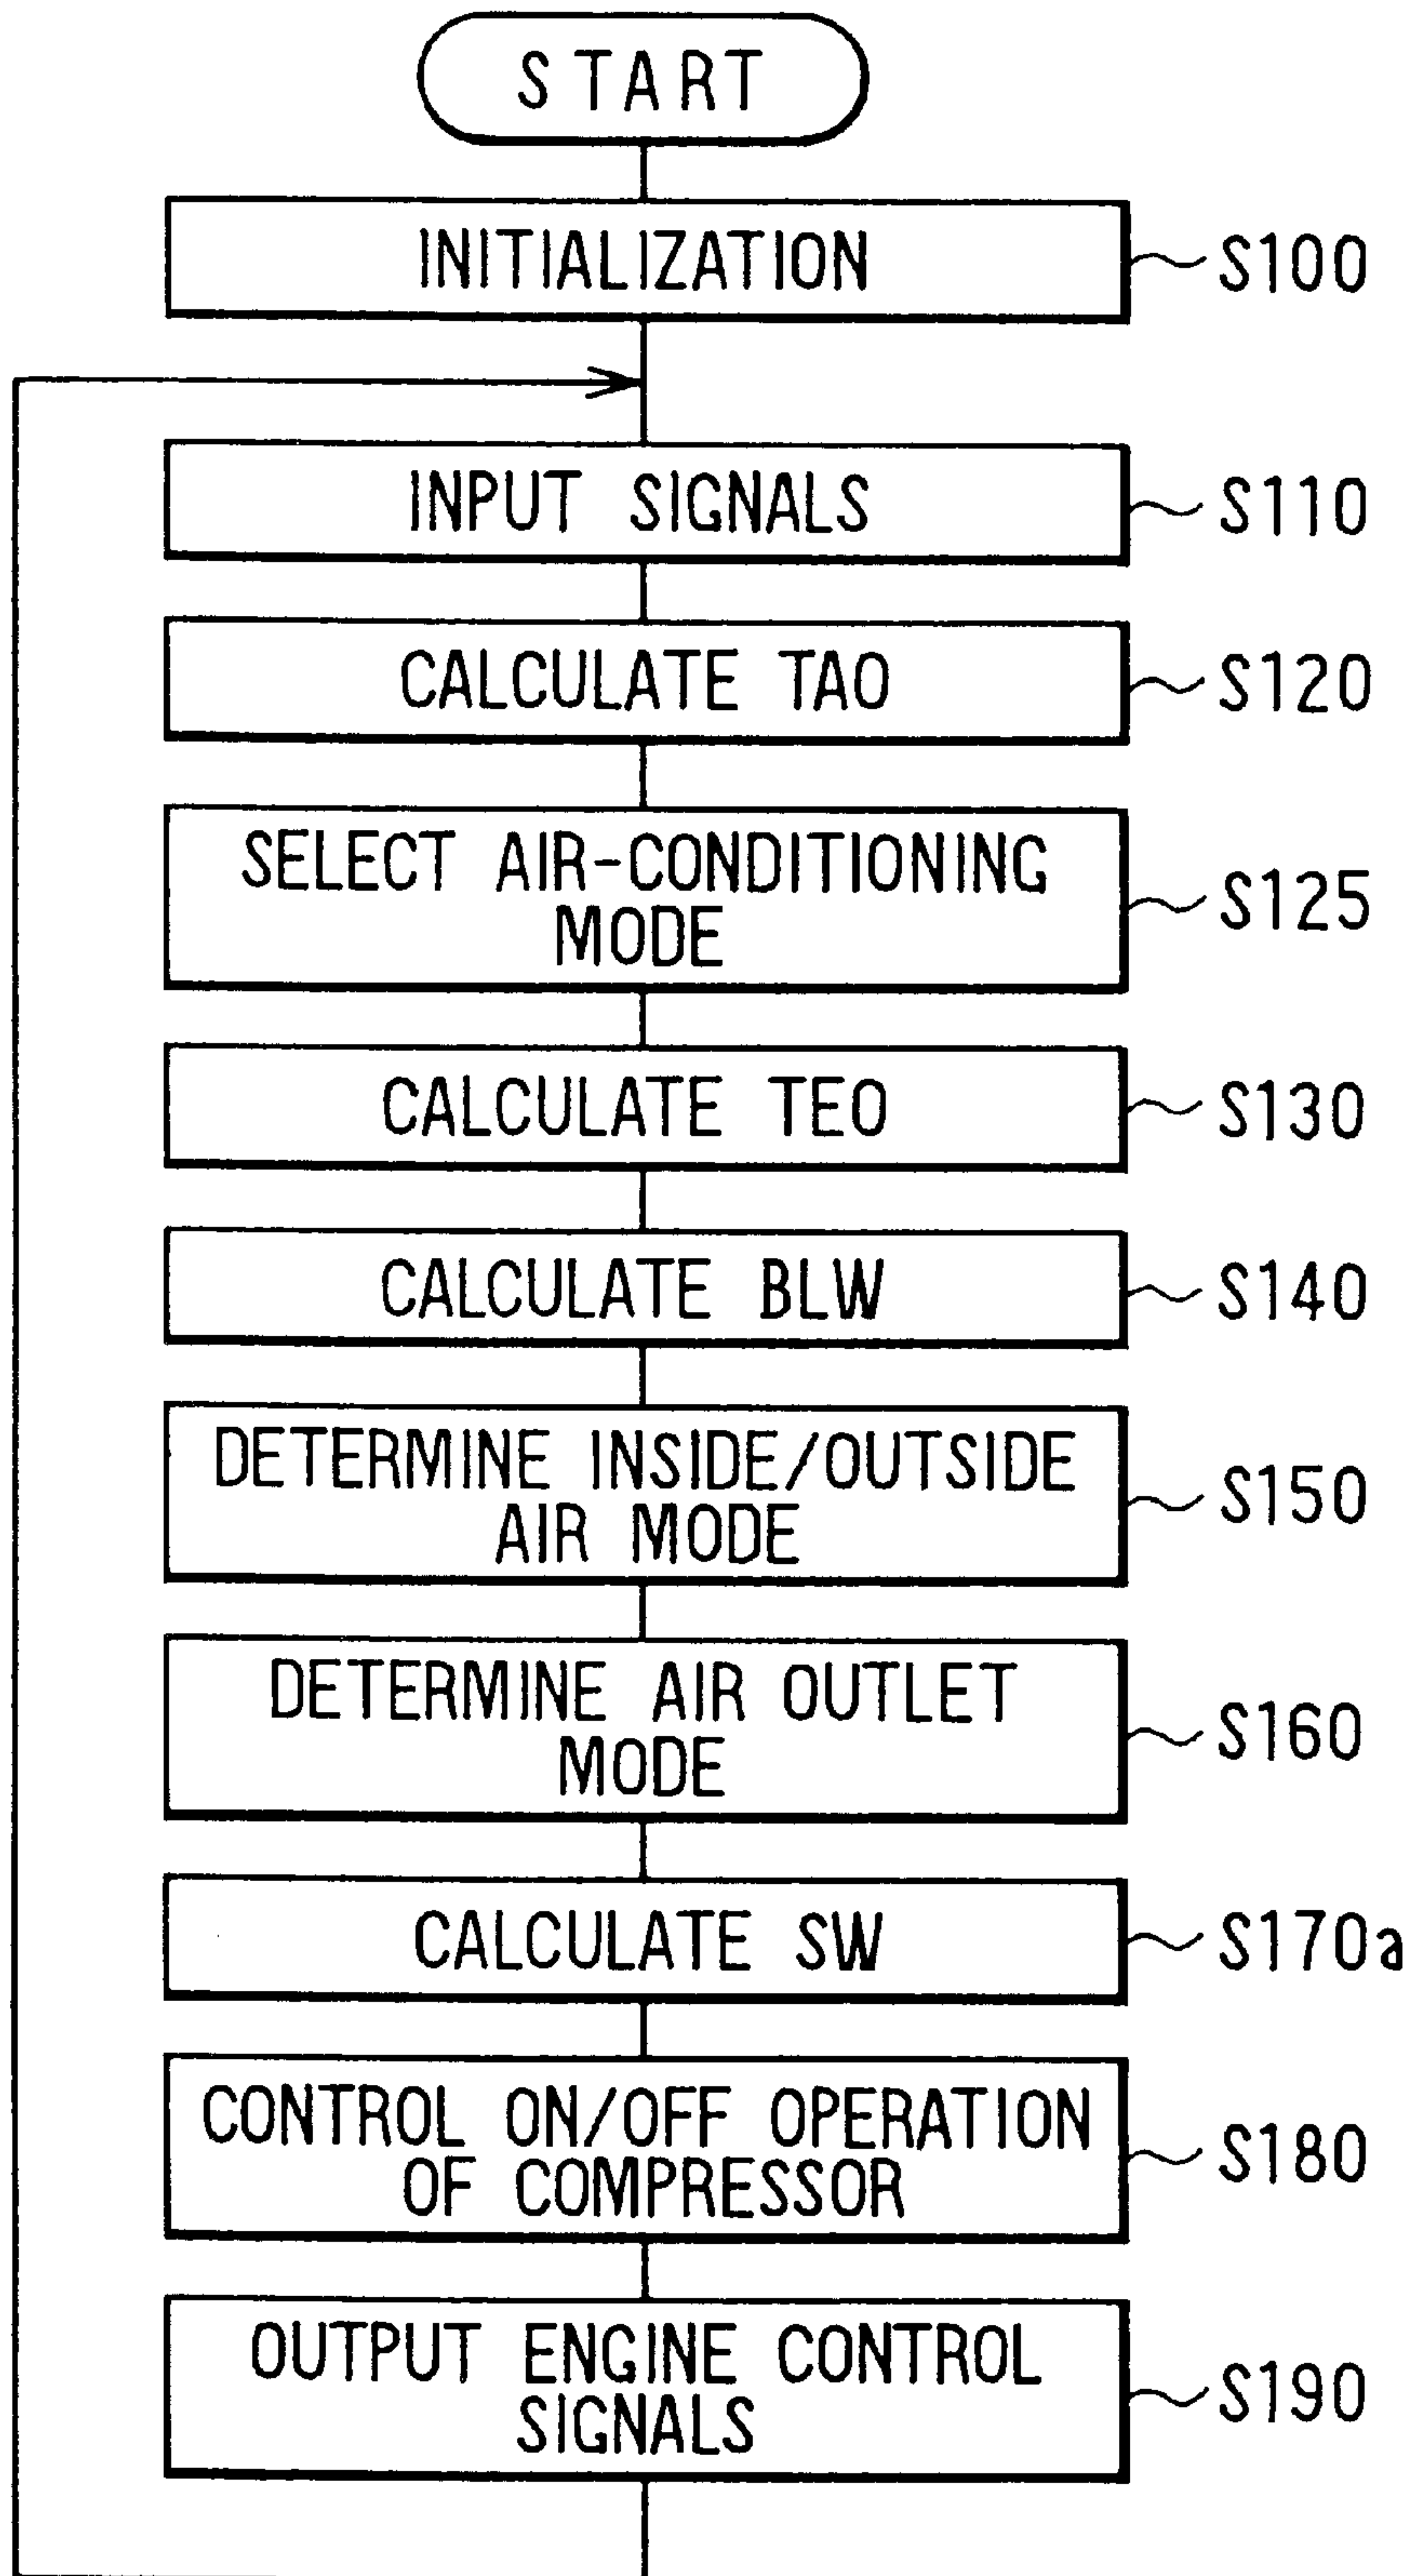 START
INITIALIZATION
S100
INPUT SIGNALS
S110
CALCULATE TAO
S120
SELECT AIR-CONDITIONING
MODE
S125
CALCULATE TEO
S130
CALCULATE BLW
S140
DETERMINE INSIDE/OUTSIDE
AIR MODE
S150
DETERMINE AIR OUTLET
MODE
S160
CALCULATE SW
S170a
CONTROL ON/OFF OPERATION
OF COMPRESSOR
S180
OUTPUT ENGINE CONTROL
SIGNALS
S190